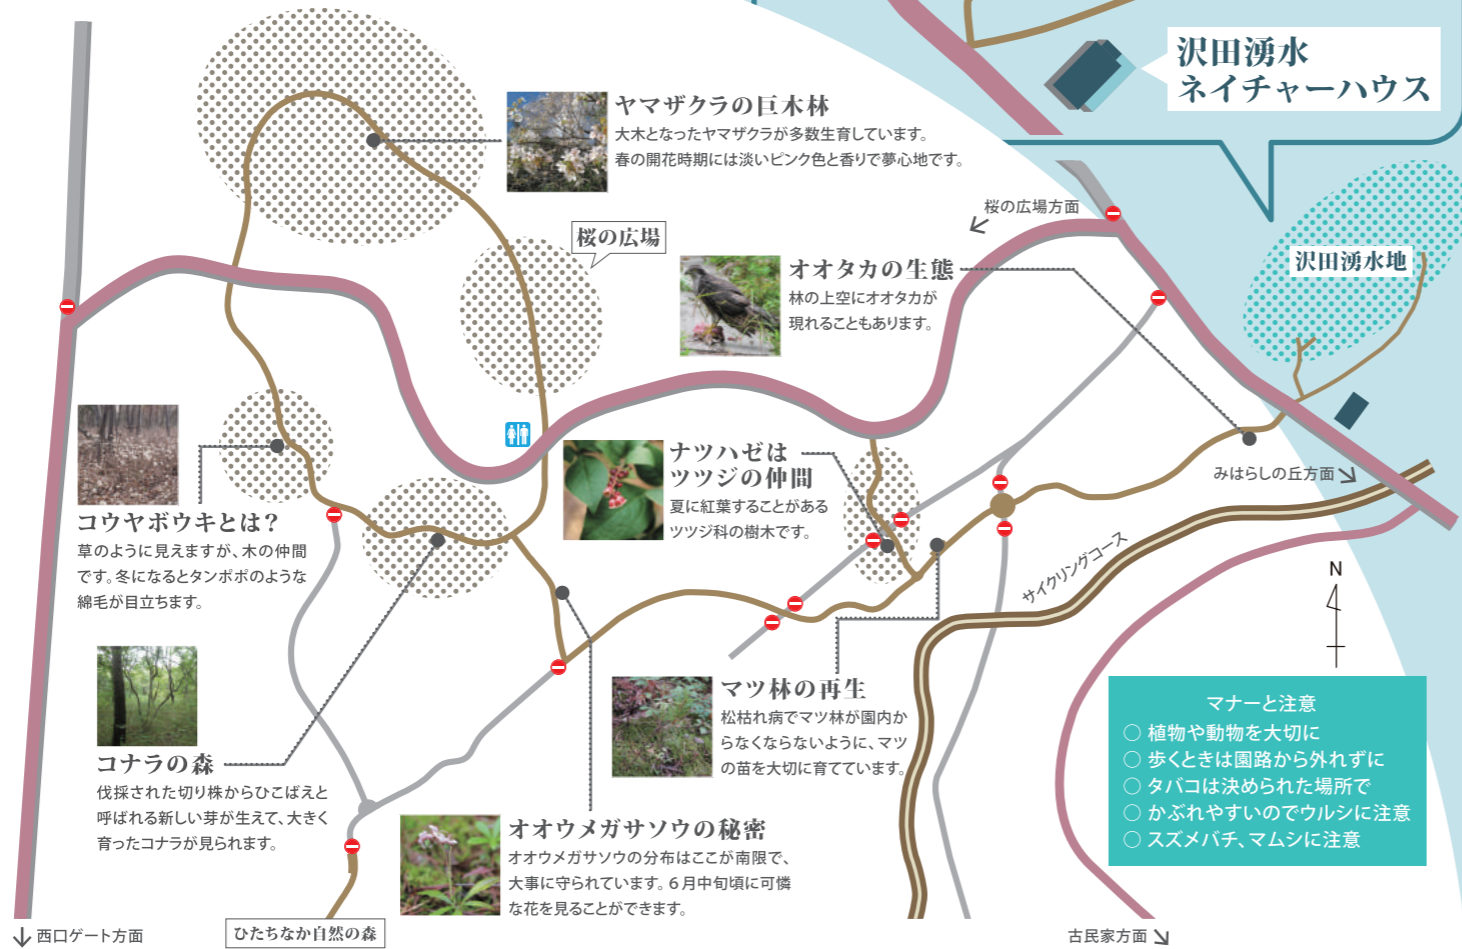 沢田湧水
ネイチャーハウス
ヤマザクラの巨木林
大木となったヤマザクラが多数生育しています。
春の開花時期には淡いピンク色と香りで夢心地です。
桜の広場方面
桜の広場
沢田湧水地
オオタカの生態
林の上空にオオタカが
現れることもあります。
ナツハゼは
ツツジの仲間
夏に紅葉することがある
ツツジ科の樹木です。
みはらしの丘方面
コウヤボウキとは？
草のように見えますが、木の仲間
です。冬になるとタンポポのような
綿毛が目立ちます。
サイクリングコース
N
コナラの森
伐採された切り株からひこばえと
呼ばれる新しい芽が生えて、大きく
育ったコナラが見られます。
マツ林の再生
松枯れ病でマツ林が園内か
らなくならないように、マツ
の苗を大切に育てています。
マナーと注意
○ 植物や動物を大切に
○ 歩くときは園路から外れずに
○ タバコは決められた場所で
○ かぶれやすいのでウルシに注意
○ スズメバチ、マムシに注意
オオウメガサソウの秘密
オオウメガサソウの分布はここが南限で、
大事に守られています。６月中旬頃に可憐
な花を見ることができます。
西口ゲート方面
ひたちなか自然の森
古民家方面